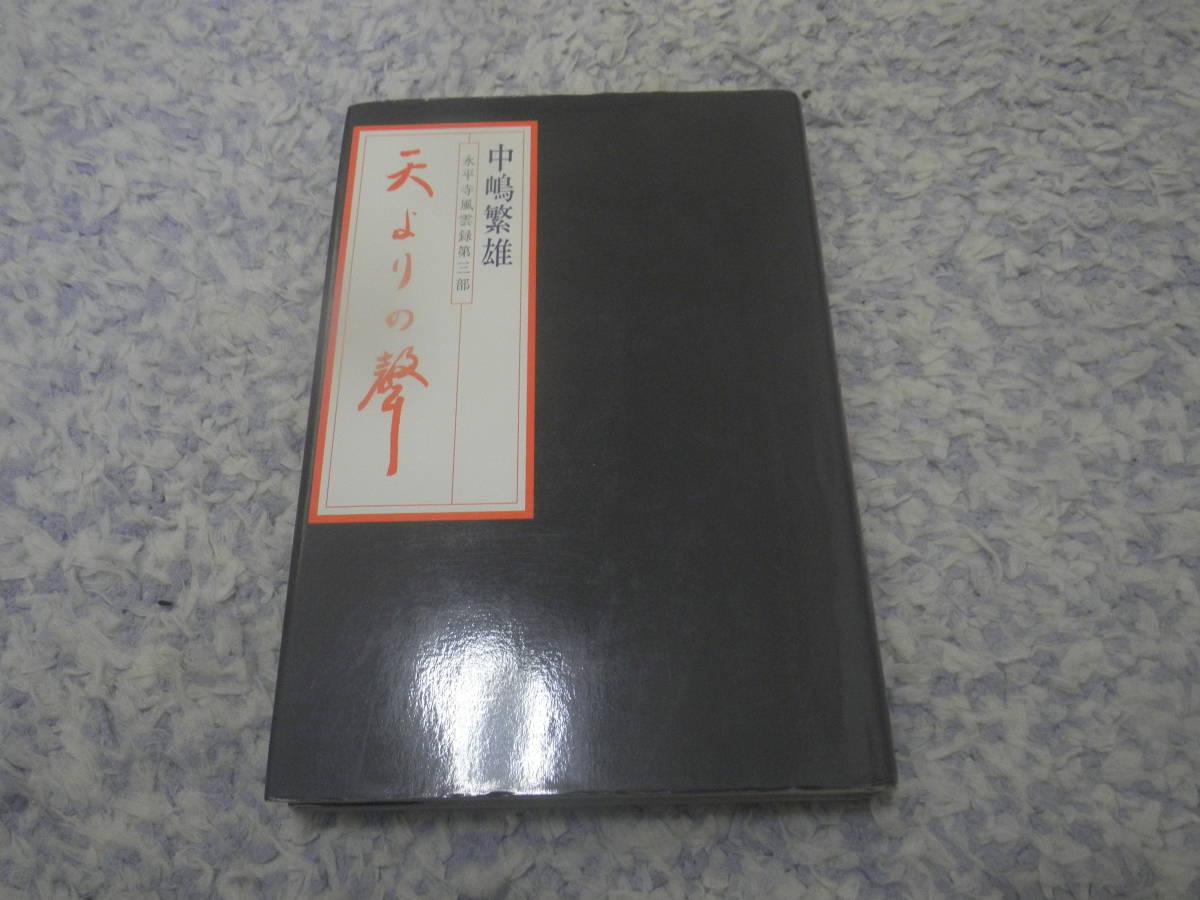 中嶋繁雄
永平寺風雲録第三部
天よりの聲